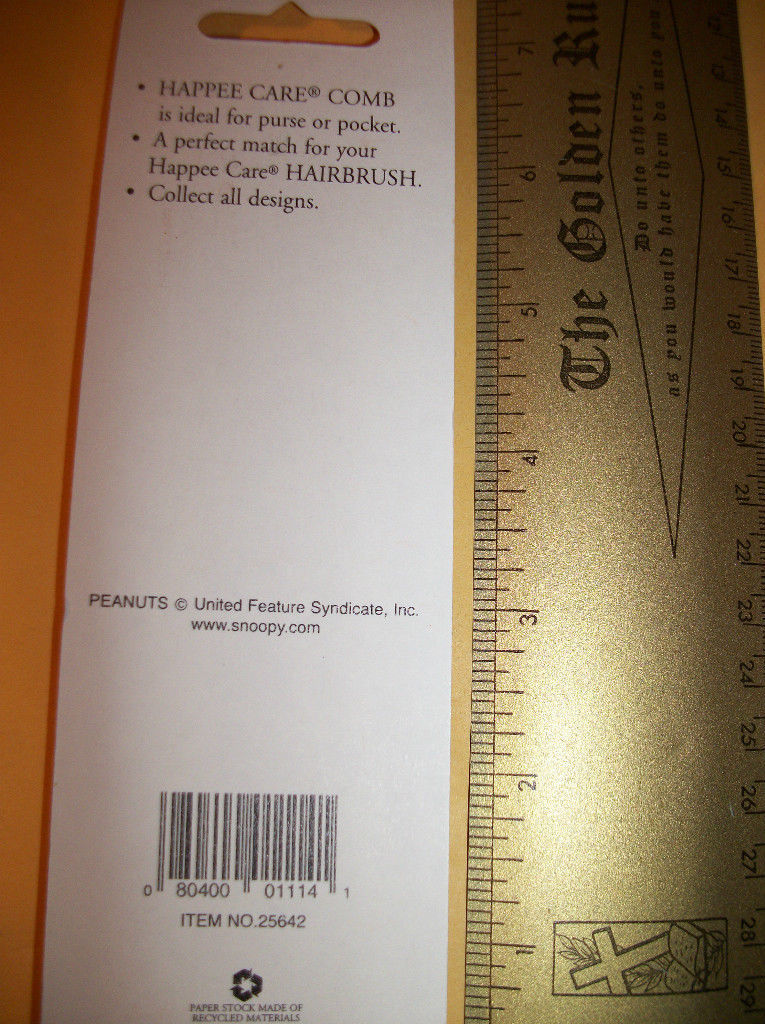 • HAPPEE CARE® COMB
is ideal for purse or pocket.
• A perfect match for your
Happee Care® HAIRBRUSH.
• Collect all designs.
PEANUTS © United Feature Syndicate, Inc.
www.snoopy.com
0 80400 01114 1
ITEM NO.25642
PAPER STOCK MADE OF
RECYCLED MATERIALS
The Golden Ru
Do unto others,
as you would have them do unto you
7
6
5
4
3
2
1
12
13
14
15
16
17
18
19
20
21
22
23
24
25
26
27
28
29